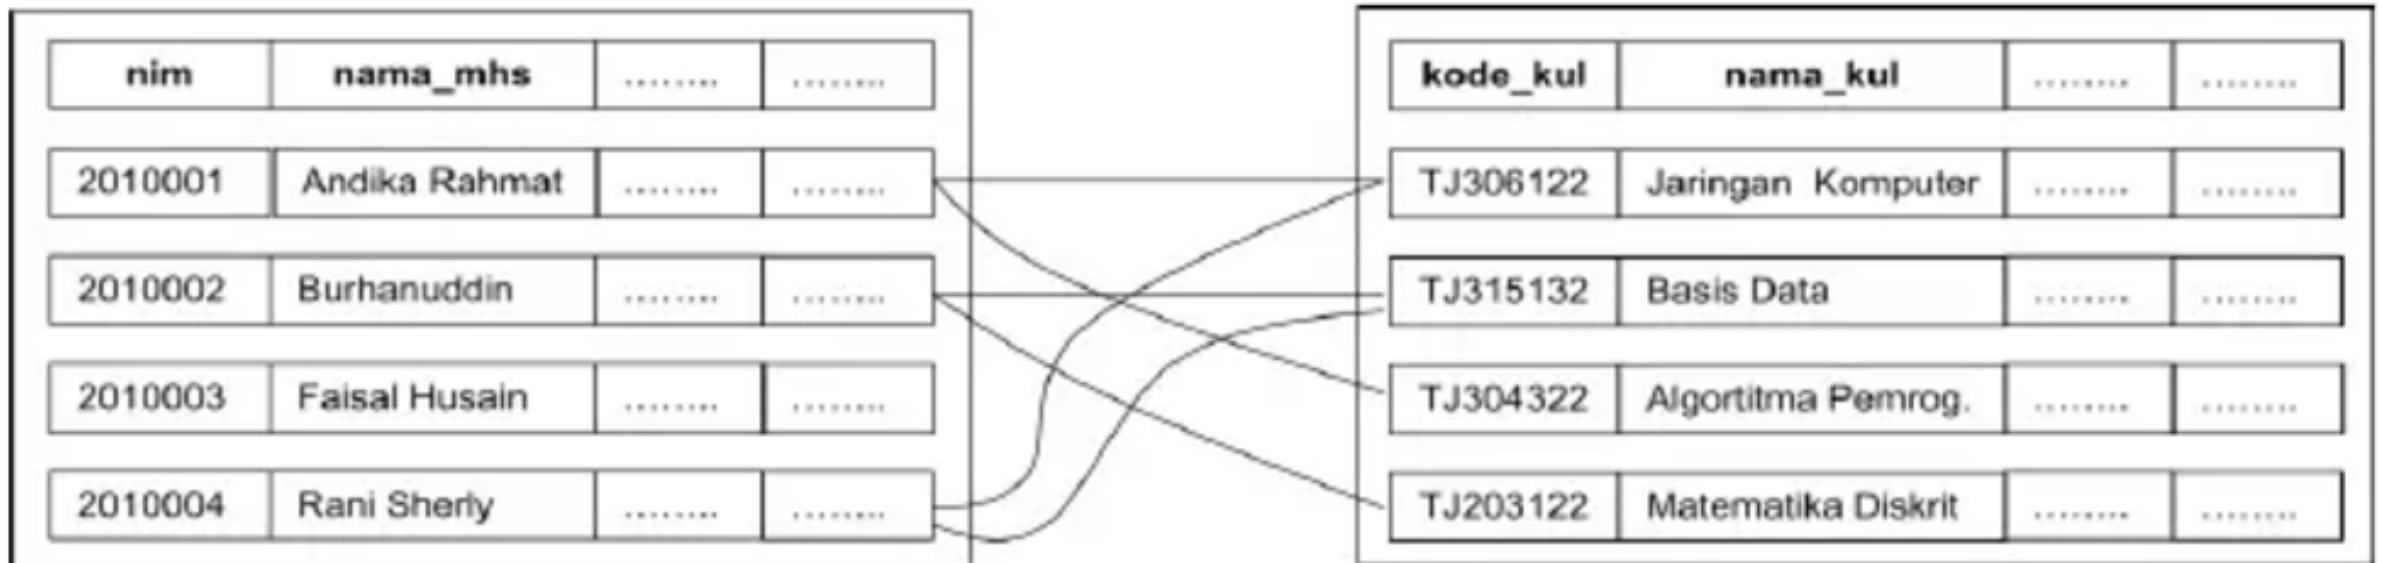 nim nama_mhs ........ ........ kode_kul nama_kul ........ ........
2010001 Andika Rahmat ........ ........ TJ306122 Jaringan Komputer ........ ........
2010002 Burhanuddin ........ ........ TJ315132 Basis Data ........ ........
2010003 Faisal Husain ........ ........ TJ304322 Algortitma Pemrog. ........ ........
2010004 Rani Sherly ........ ........ TJ203122 Matematika Diskrit ........ ........